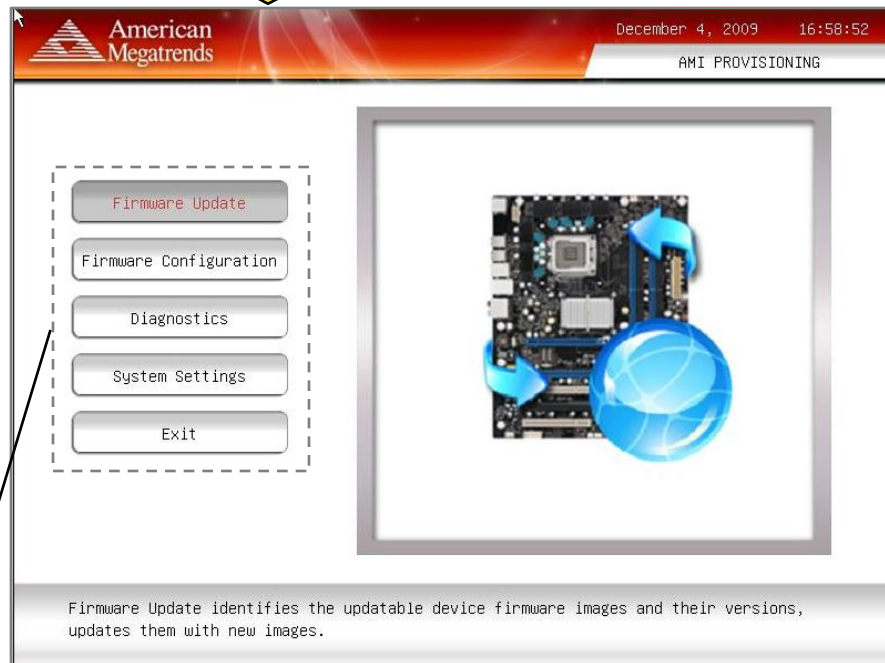 American
Megatrends
December 4, 2009 16:58:52
AMI PROVISIONING
Firmware Update
Firmware Configuration
Diagnostics
System Settings
Exit
Firmware Update identifies the updatable device firmware images and their versions,
updates them with new images.